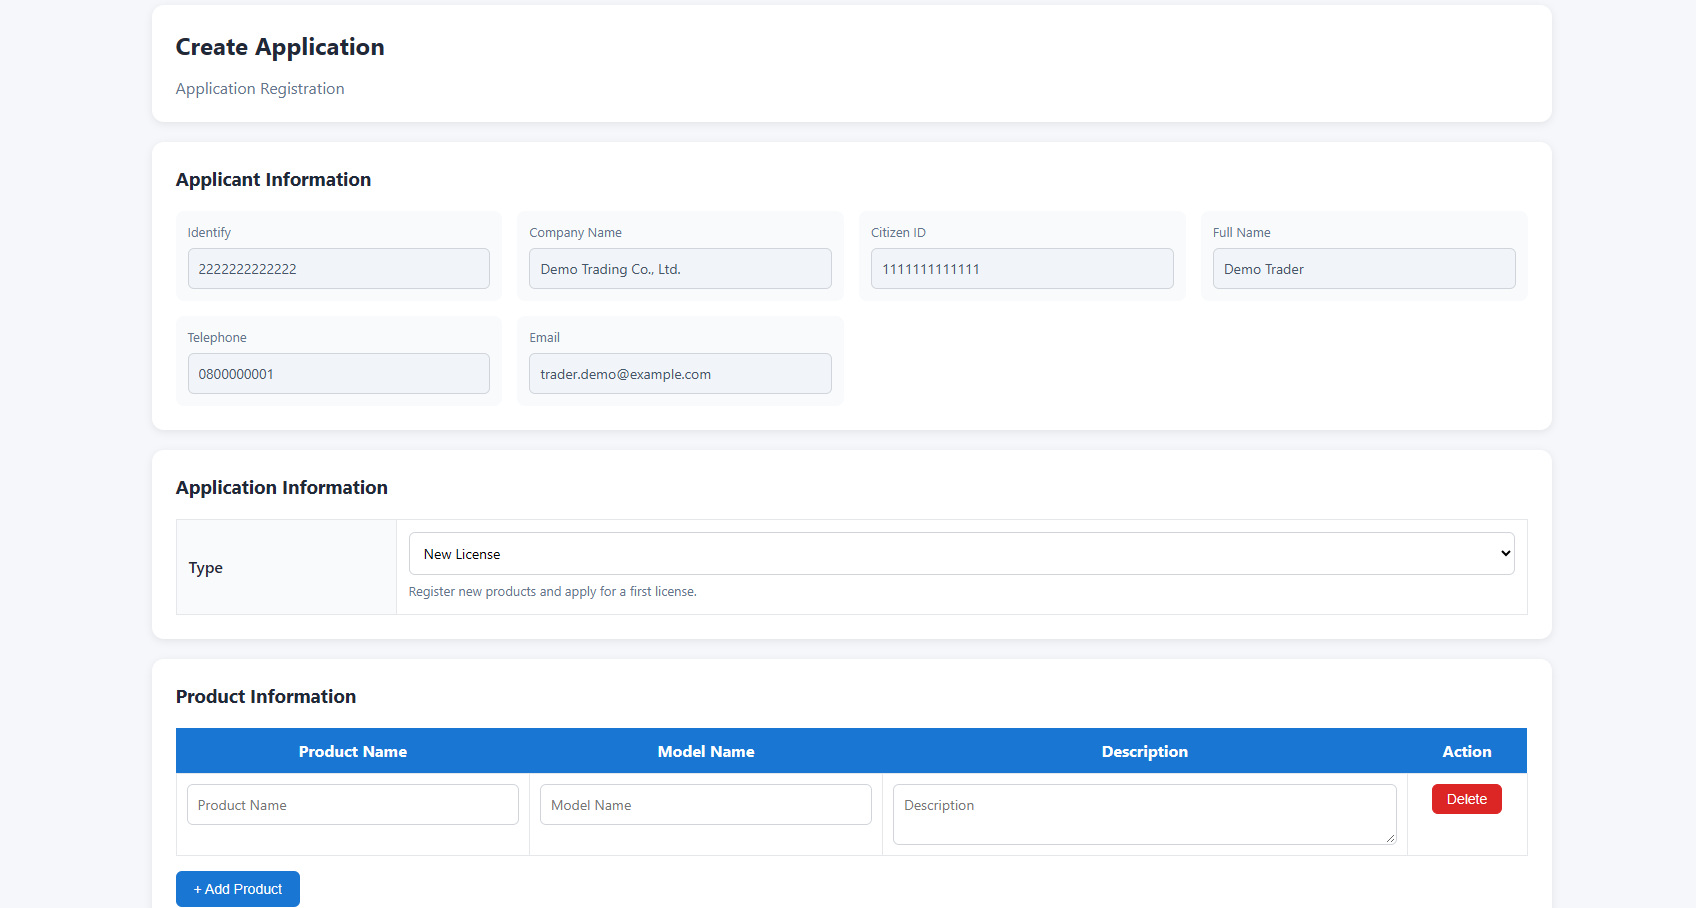 Create Application
Application Registration
Applicant Information
Identify
Company Name
Citizen ID
Full Name
2222222222222
Demo Trading Co., Ltd.
1111111111111
Demo Trader
Telephone
Email
0800000001
trader.demo@example.com
Application Information
Type
New License
Register new products and apply for a first license.
Product Information
Product Name
Model Name
Description
Action
Product Name
Model Name
Description
Delete
+ Add Product